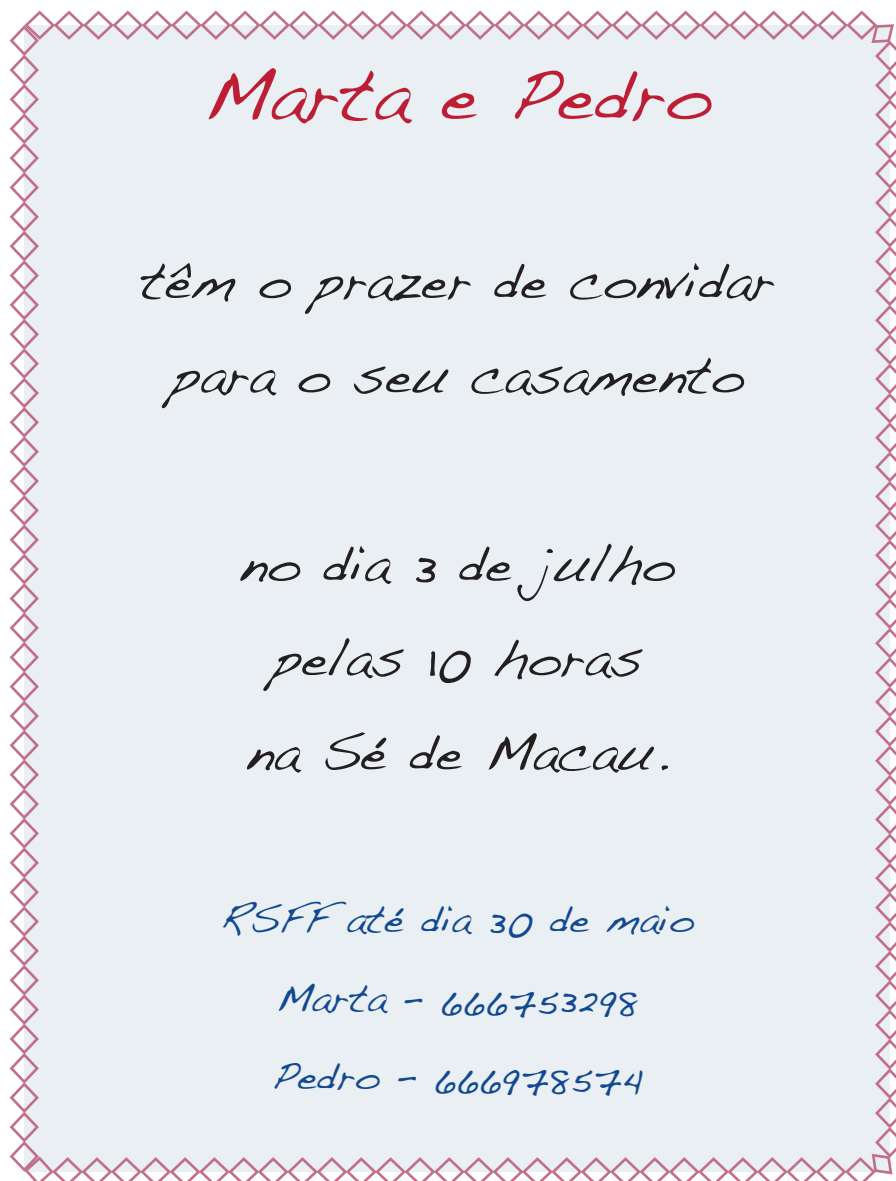 Marta e Pedro
têm o prazer de convidar
para o seu casamento
no dia 3 de julho
pelas 10 horas
na Sé de Macau.
RSFF até dia 30 de maio
Marta - 666753298
Pedro - 666978574